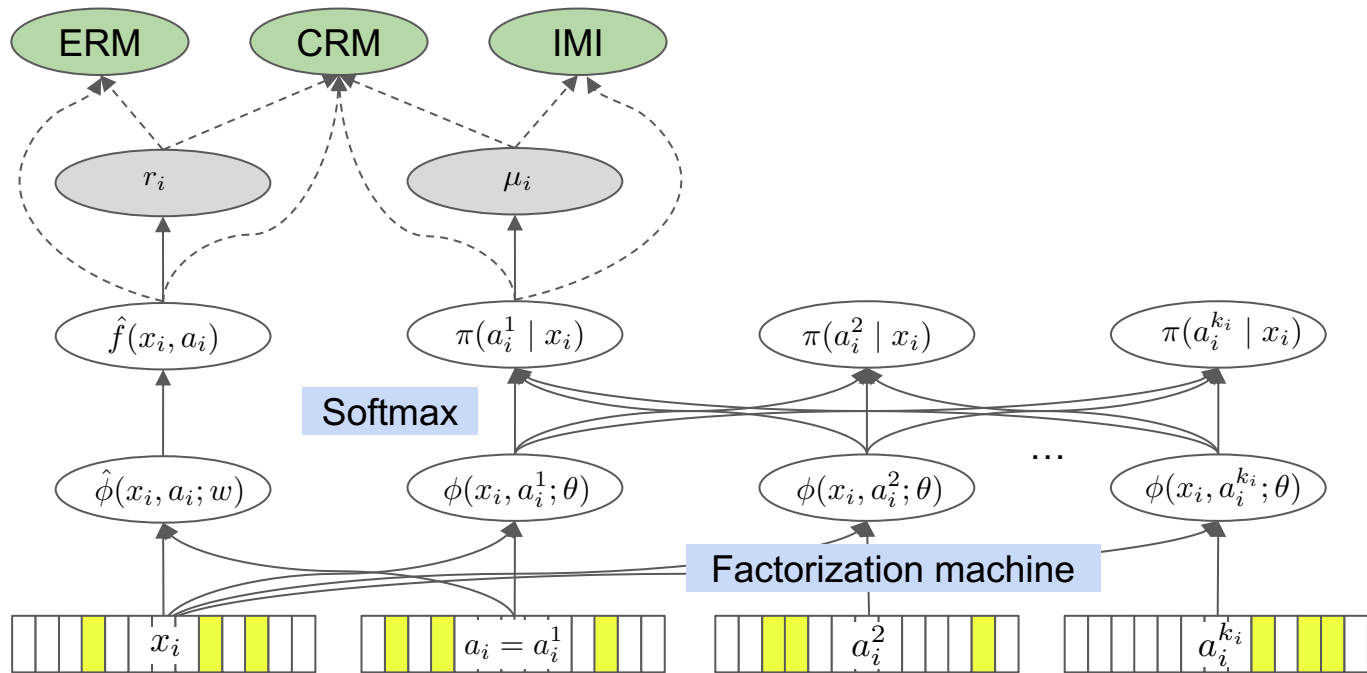 ERM CRM IMI
r_i μ_i
f̂(x_i, a_i) π(a_i^1 | x_i) π(a_i^2 | x_i) π(a_i^{k_i} | x_i)
Softmax
φ̂(x_i, a_i; w) ϕ(x_i, a_i^1; θ) ϕ(x_i, a_i^2; θ) … ϕ(x_i, a_i^{k_i}; θ)
Factorization machine
x_i a_i = a_i^1 a_i^2 a_i^{k_i}